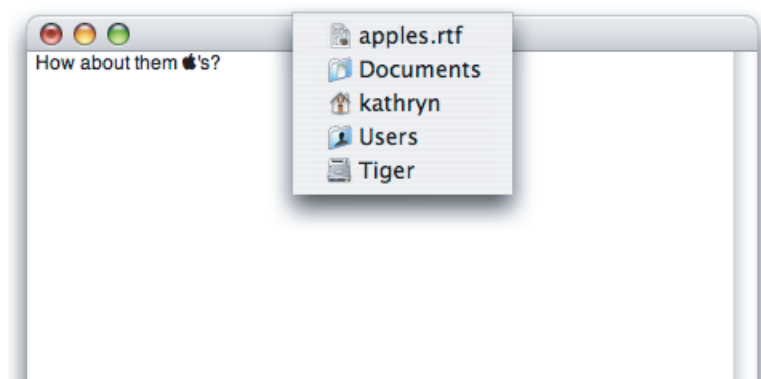 apples.rtf
Documents
kathryn
Users
Tiger
How about them 's?